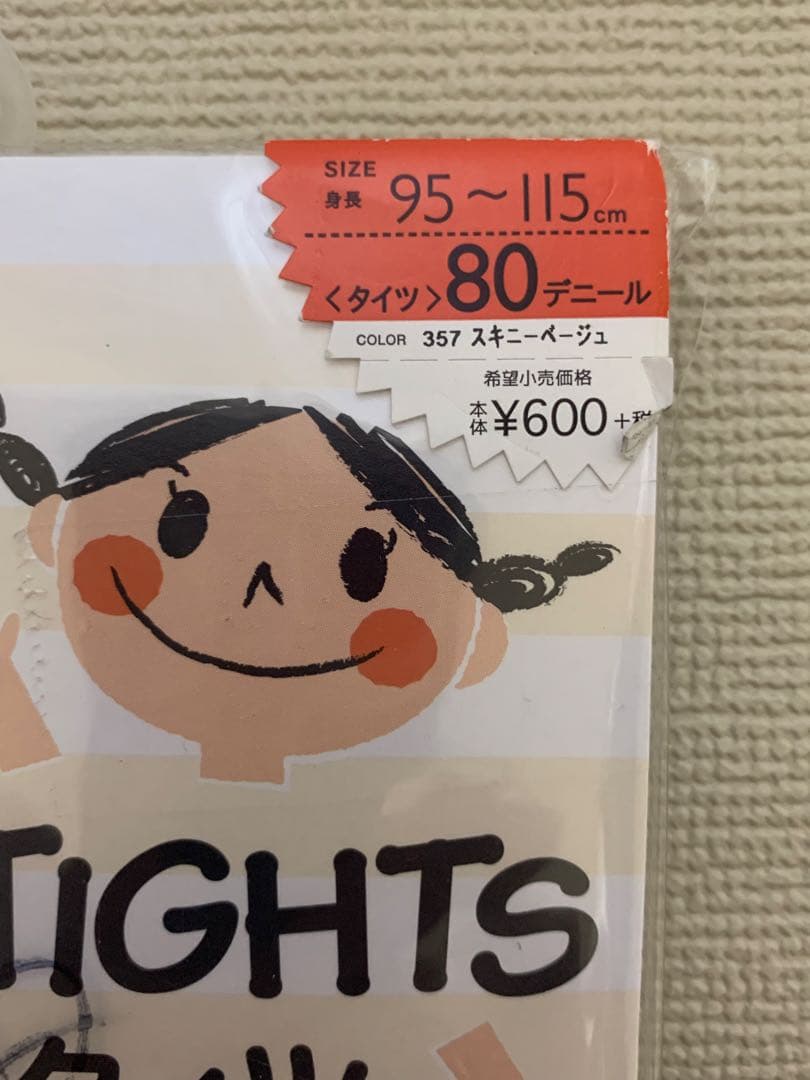 SIZE
身長 95～115cm
〈タイツ〉80デニール
COLOR 357 スキニーベージュ
希望小売価格
本体 ¥600+税
TIGHTS